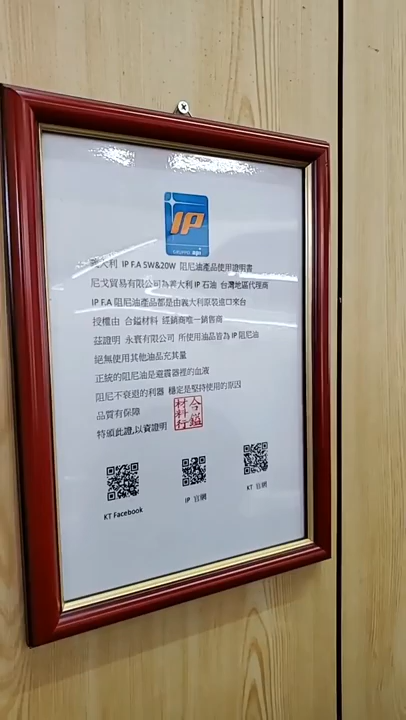 IP
GRUPPO api
義大利 IP F.A 5W&20W 阻尼油產品使用證明書
尼戈貿易有限公司為義大利 IP 石油 台灣地區代理商
IP F.A 阻尼油產品都是由義大利原裝進口來台
授權由 合鎰材料 經銷商唯一銷售商
茲證明 永寰有限公司 所使用油品皆為 IP 阻尼油
絕無使用其他油品充其量
正統的阻尼油是避震器裡的血液
阻尼不衰退的利器 穩定是堅持使用的原因
品質有保障
特頒此證,以資證明
合鎰材料行
KT Facebook
IP 官網
KT 官網